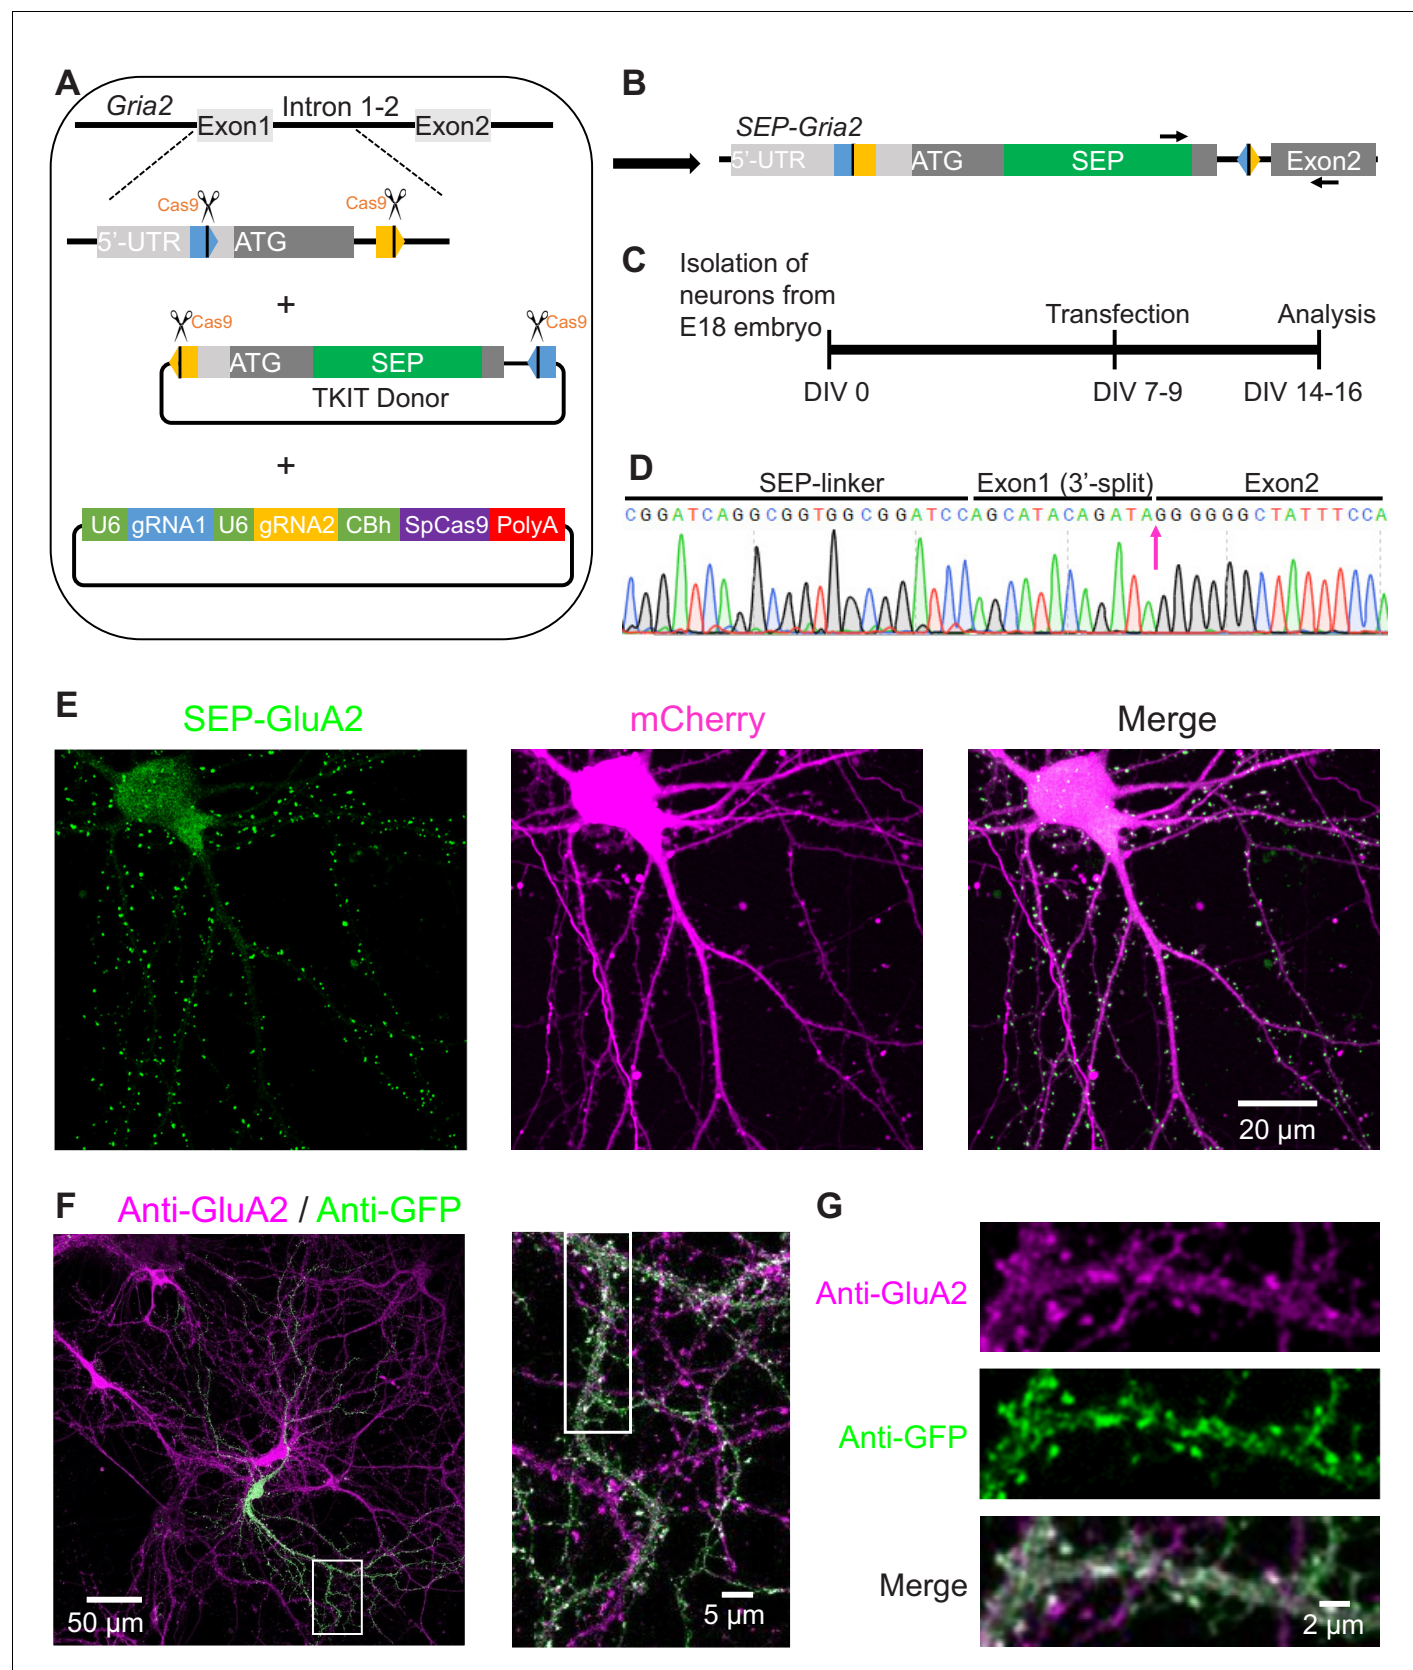 A
Gria2
Intron 1-2
Exon1
Exon2
Cas9
Cas9
5'-UTR
ATG
+
Cas9
Cas9
ATG
SEP
TKIT Donor
+
U6 gRNA1 U6 gRNA2 CBh SpCas9 PolyA
B
SEP-Gria2
5'-UTR
ATG
SEP
Exon2
C
Isolation of
neurons from
E18 embryo
Transfection
Analysis
DIV 0
DIV 7-9
DIV 14-16
D
SEP-linker
Exon1 (3'-split)
Exon2
CGGATCAGGCGGTGGCGGATCCAGCATACAGATAGGGGGGCTATTTCCA
E
SEP-GluA2
mCherry
Merge
20 µm
F
Anti-GluA2 / Anti-GFP
50 µm
5 µm
G
Anti-GluA2
Anti-GFP
Merge
2 µm